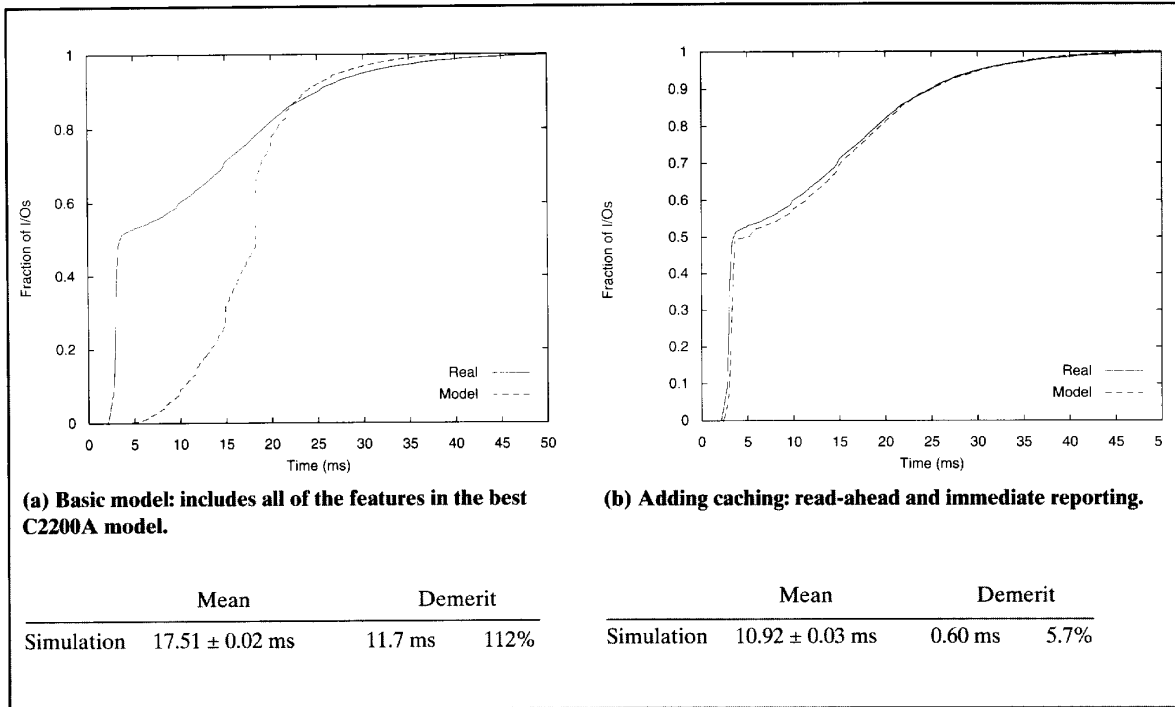 1
0.8
0.6
0.4
0.2
0
Fraction of I/Os
Real
Model
0 5 10 15 20 25 30 35 40 45 50
Time (ms)
(a) Basic model: includes all of the features in the best
C2200A model.
Mean Demerit
Simulation 17.51 ± 0.02 ms 11.7 ms 112%
1
0.9
0.8
0.7
0.6
0.5
0.4
0.3
0.2
0.1
0
Fraction of I/Os
Real
Model
0 5 10 15 20 25 30 35 40 45 5
Time (ms)
(b) Adding caching: read-ahead and immediate reporting.
Mean Demerit
Simulation 10.92 ± 0.03 ms 0.60 ms 5.7%